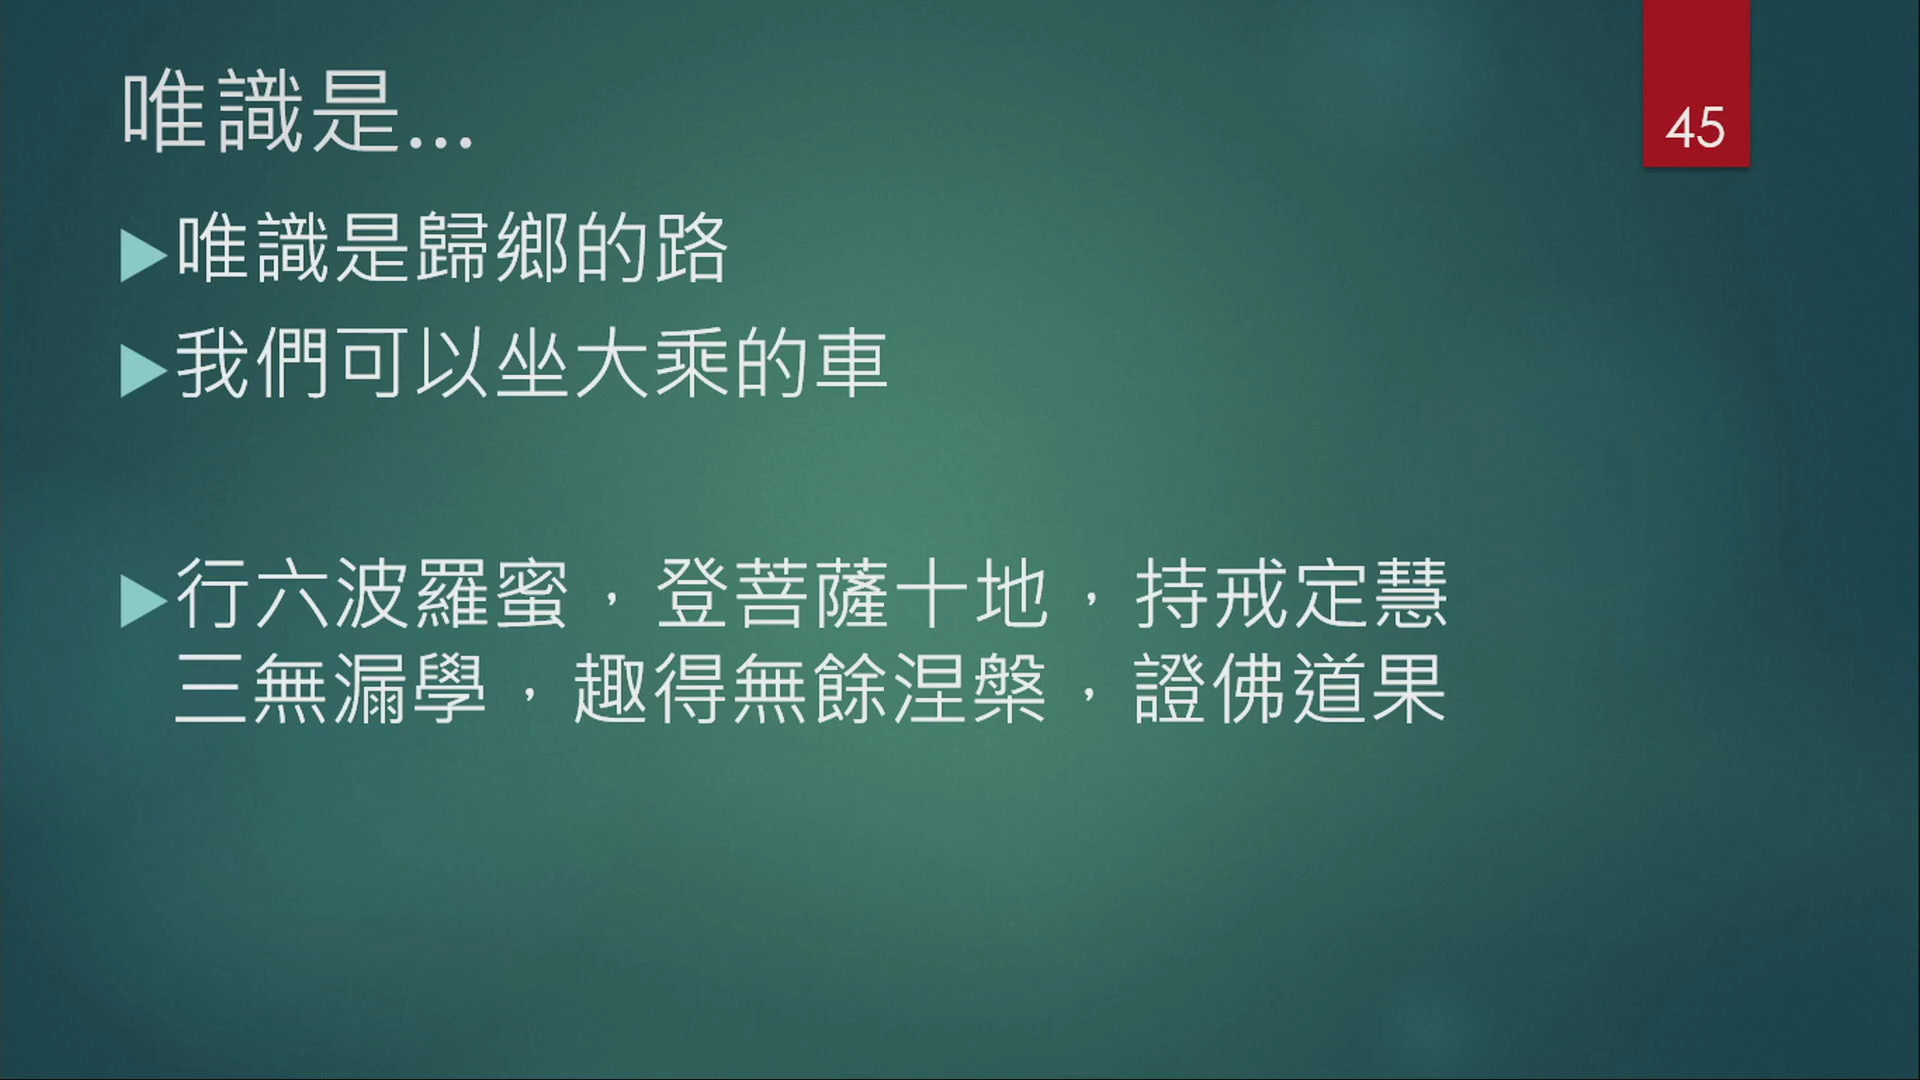 唯識是...
45
唯識是歸鄉的路
我們可以坐大乘的車
行六波羅蜜，登菩薩十地，持戒定慧
三無漏學，趣得無餘涅槃，證佛道果